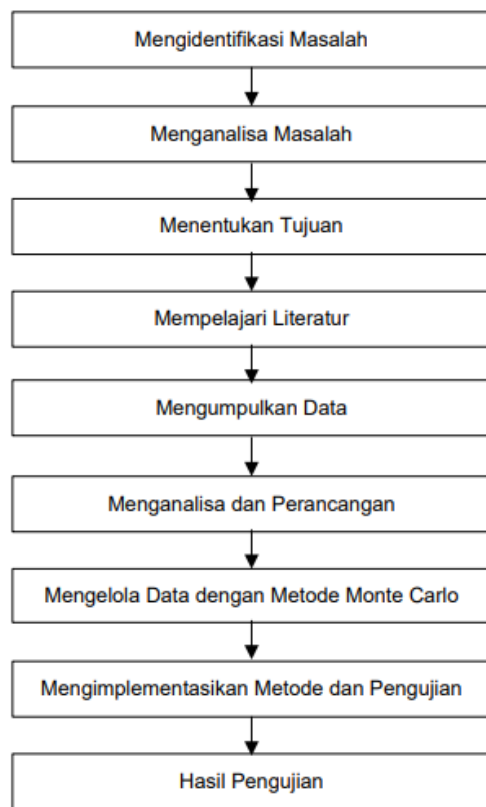 Mengidentifikasi Masalah
Menganalisa Masalah
Menentukan Tujuan
Mempelajari Literatur
Mengumpulkan Data
Menganalisa dan Perancangan
Mengelola Data dengan Metode Monte Carlo
Mengimplementasikan Metode dan Pengujian
Hasil Pengujian